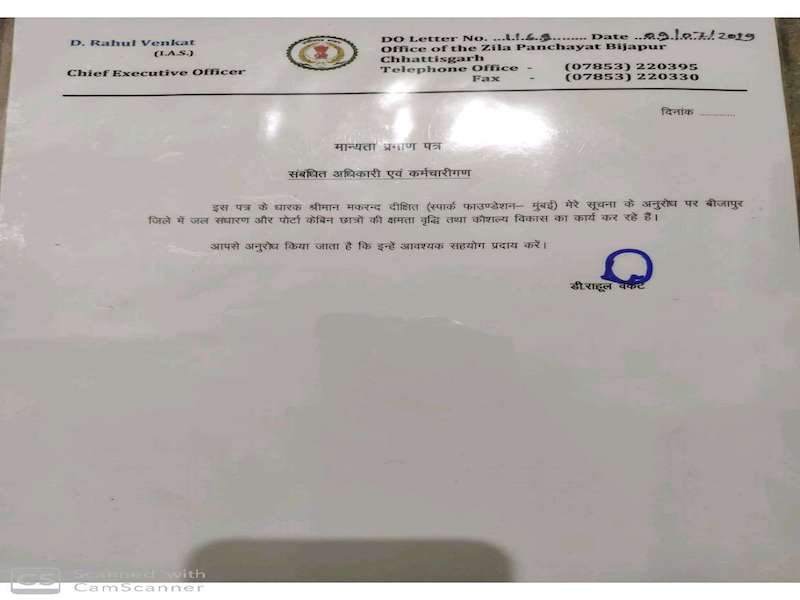 D. Rahul Venkat
(I.A.S.)
Chief Executive Officer
DO Letter No. ............ Date ...09/07/2019
Office of the Zila Panchayat Bijapur
Chhattisgarh
Telephone Office - (07853) 220395
Fax - (07853) 220330
दिनांक ............
मान्यता प्रमाण पत्र
संबंधित अधिकारी एवं कर्मचारीगण
इस पत्र के धारक श्रीमान मकरन्द दीक्षित (स्पार्क फाउण्डेशन– मुंबई) मेरे सूचना के अनुरोध पर बीजापुर
जिले में जल संधारण और पोर्टा केबिन छात्रों की क्षमता वृद्धि तथा कौशल्य विकास का कार्य कर रहे हैं।
आपसे अनुरोध किया जाता है कि इन्हें आवश्यक सहयोग प्रदाय करें।
डी.राहूल वेंकट
CS Scanned with
CamScanner